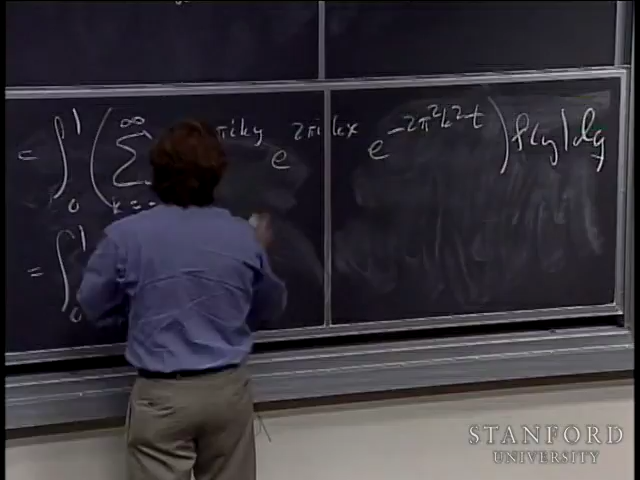 = ∫₀¹ ( ∑ πiky e^{2πikx} e^{-2π²k²t} ) f(y) dy
= ∫₀¹
STANFORD
UNIVERSITY